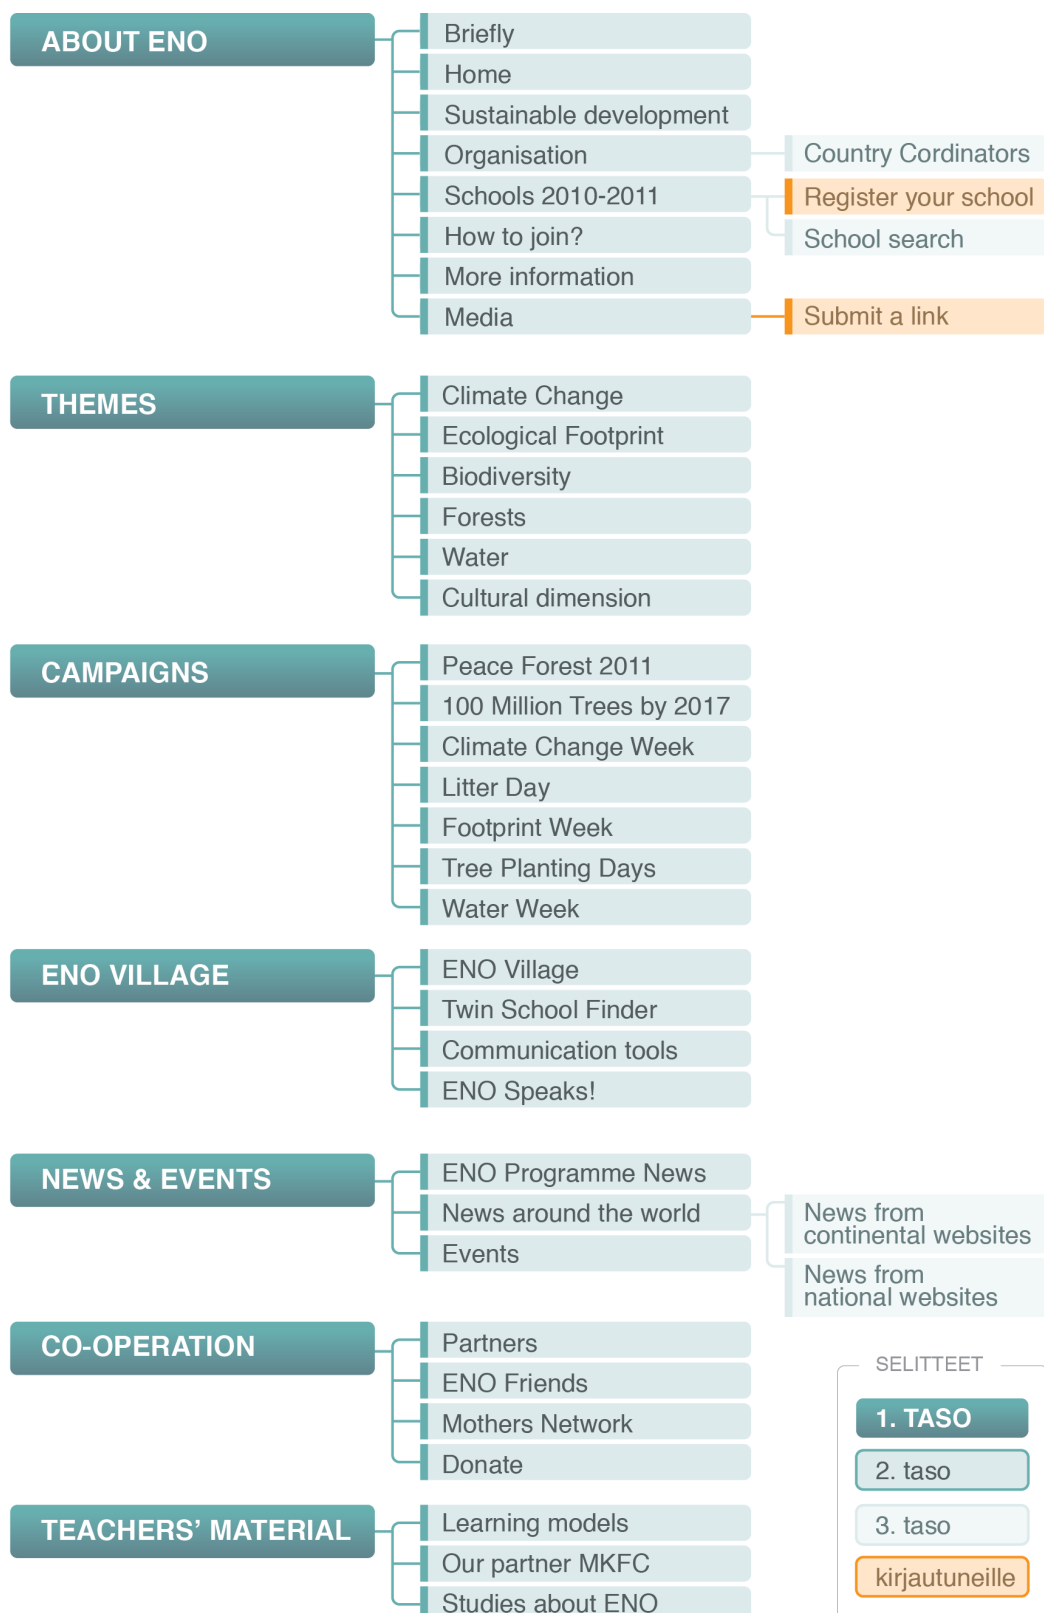 ABOUT ENO
Briefly
Home
Sustainable development
Organisation
Country Cordinators
Schools 2010-2011
Register your school
How to join?
School search
More information
Media
Submit a link
THEMES
Climate Change
Ecological Footprint
Biodiversity
Forests
Water
Cultural dimension
CAMPAIGNS
Peace Forest 2011
100 Million Trees by 2017
Climate Change Week
Litter Day
Footprint Week
Tree Planting Days
Water Week
ENO VILLAGE
ENO Village
Twin School Finder
Communication tools
ENO Speaks!
NEWS & EVENTS
ENO Programme News
News around the world
News from
continental websites
Events
News from
national websites
CO-OPERATION
Partners
ENO Friends
Mothers Network
Donate
TEACHERS’ MATERIAL
Learning models
Our partner MKFC
Studies about ENO
SELITTEET
1. TASO
2. taso
3. taso
kirjautuneille